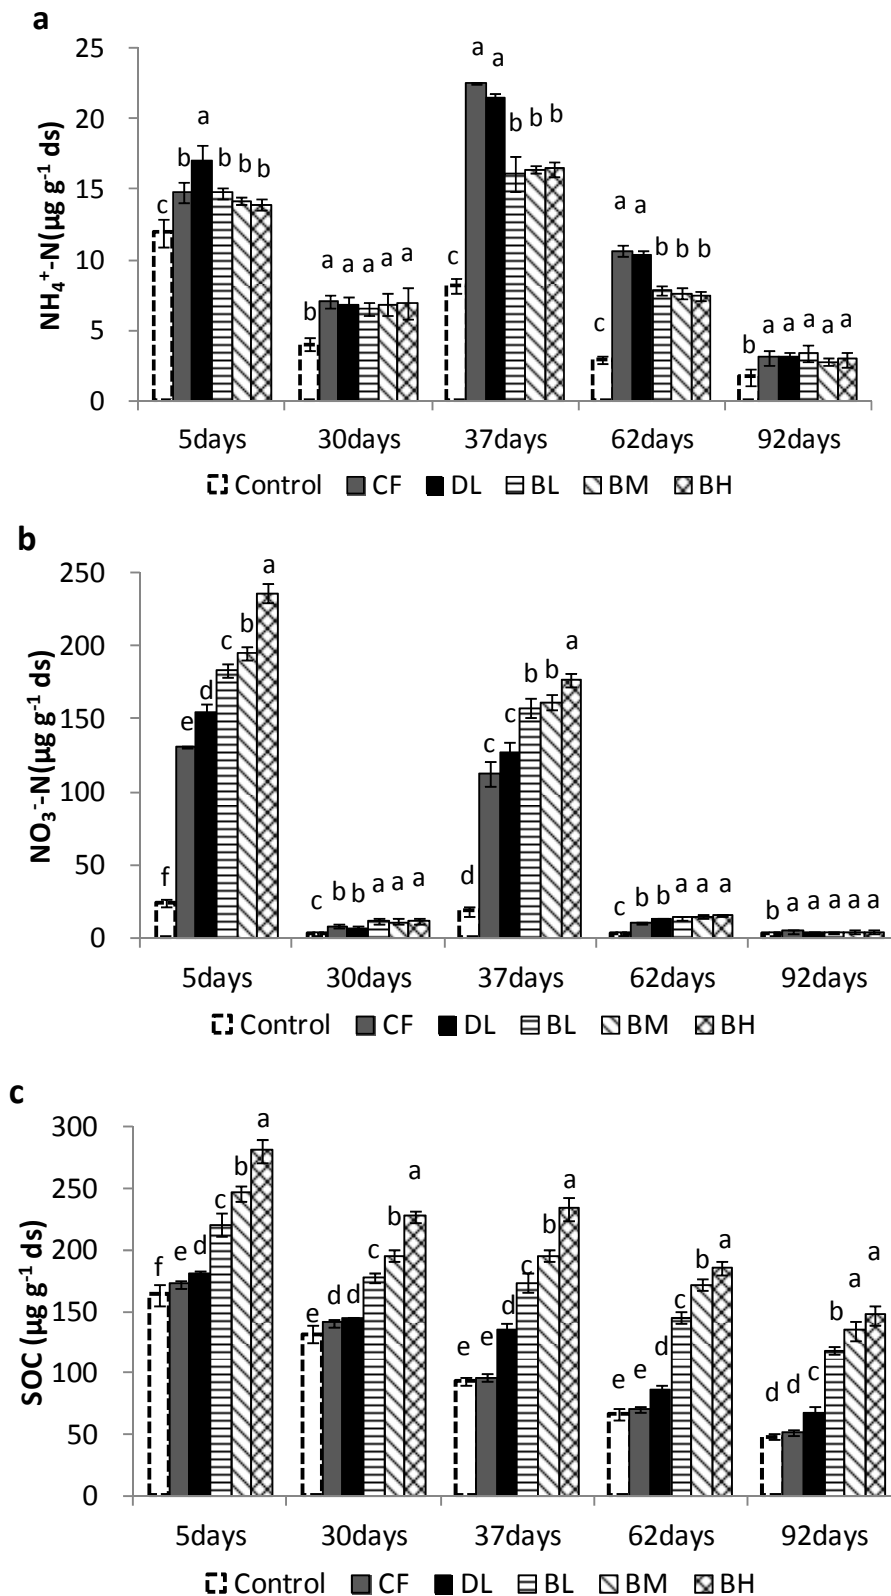 a
NH₄⁺-N(µg g⁻¹ ds)
25
20
15
10
5
0
c b a b b b
b a a a a a
c a a b b b
c a a b b b
b a a a a a
5days 30days 37days 62days 92days
Control CF DL BL BM BH
b
NO₃⁻-N(µg g⁻¹ ds)
250
200
150
100
50
0
f e d c b a
c b b a a a
d c c b b a
c b b a a a
b a a a a a
5days 30days 37days 62days 92days
Control CF DL BL BM BH
c
SOC (µg g⁻¹ ds)
300
250
200
150
100
50
0
f e d c b a
e d d c b a
e e d c b a
e e d c b a
d d c b a a
5days 30days 37days 62days 92days
Control CF DL BL BM BH